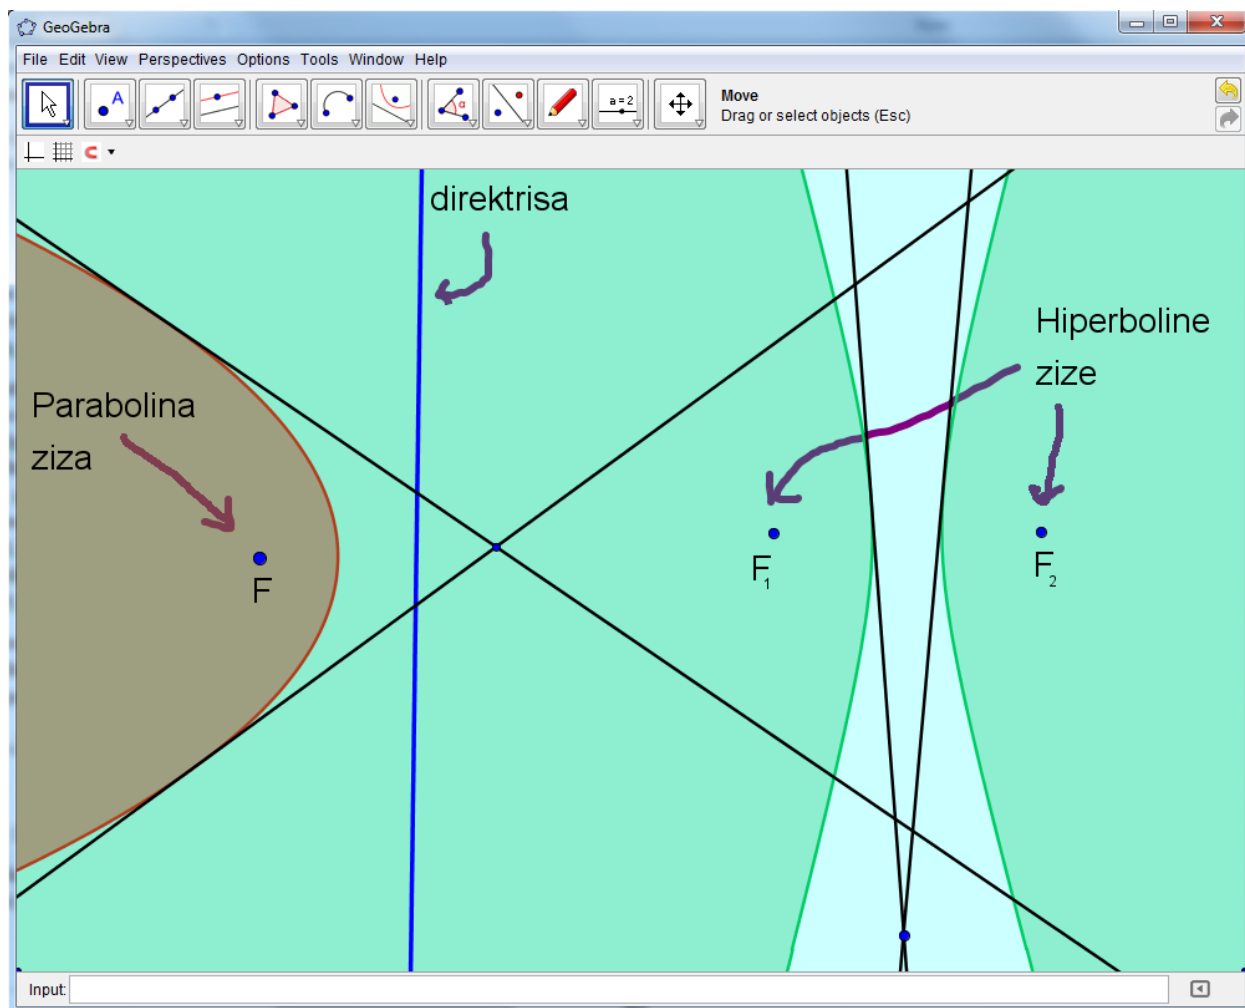 GeoGebra
File Edit View Perspectives Options Tools Window Help
A
α
a = 2
Move
Drag or select objects (Esc)
direktrisa
Hiperboline
zize
Parabolina
ziza
F
F₁
F₂
Input: